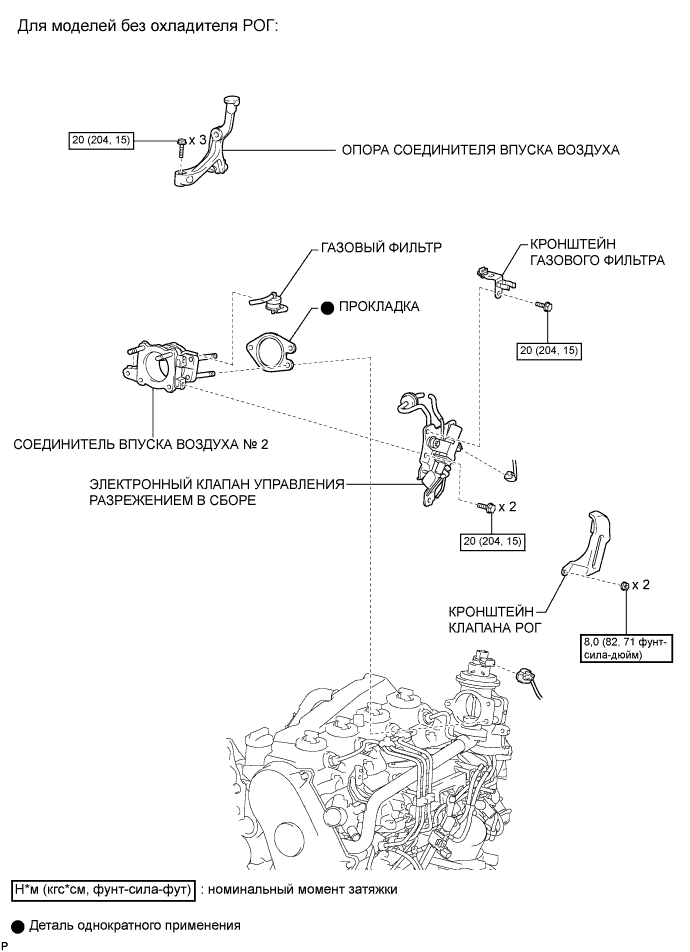 Для моделей без охладителя РОГ:
20 (204, 15)
x 3
ОПОРА СОЕДИНИТЕЛЯ ВПУСКА ВОЗДУХА
ГАЗОВЫЙ ФИЛЬТР
КРОНШТЕЙН
ГАЗОВОГО ФИЛЬТРА
ПРОКЛАДКА
20 (204, 15)
СОЕДИНИТЕЛЬ ВПУСКА ВОЗДУХА № 2
ЭЛЕКТРОННЫЙ КЛАПАН УПРАВЛЕНИЯ
РАЗРЕЖЕНИЕМ В СБОРЕ
x 2
20 (204, 15)
x 2
КРОНШТЕЙН
КЛАПАНА РОГ
8,0 (82, 71 фунт-
сила-дюйм)
Н*м (кгс*см, фунт-сила-фут) : номинальный момент затяжки
Деталь однократного применения
P